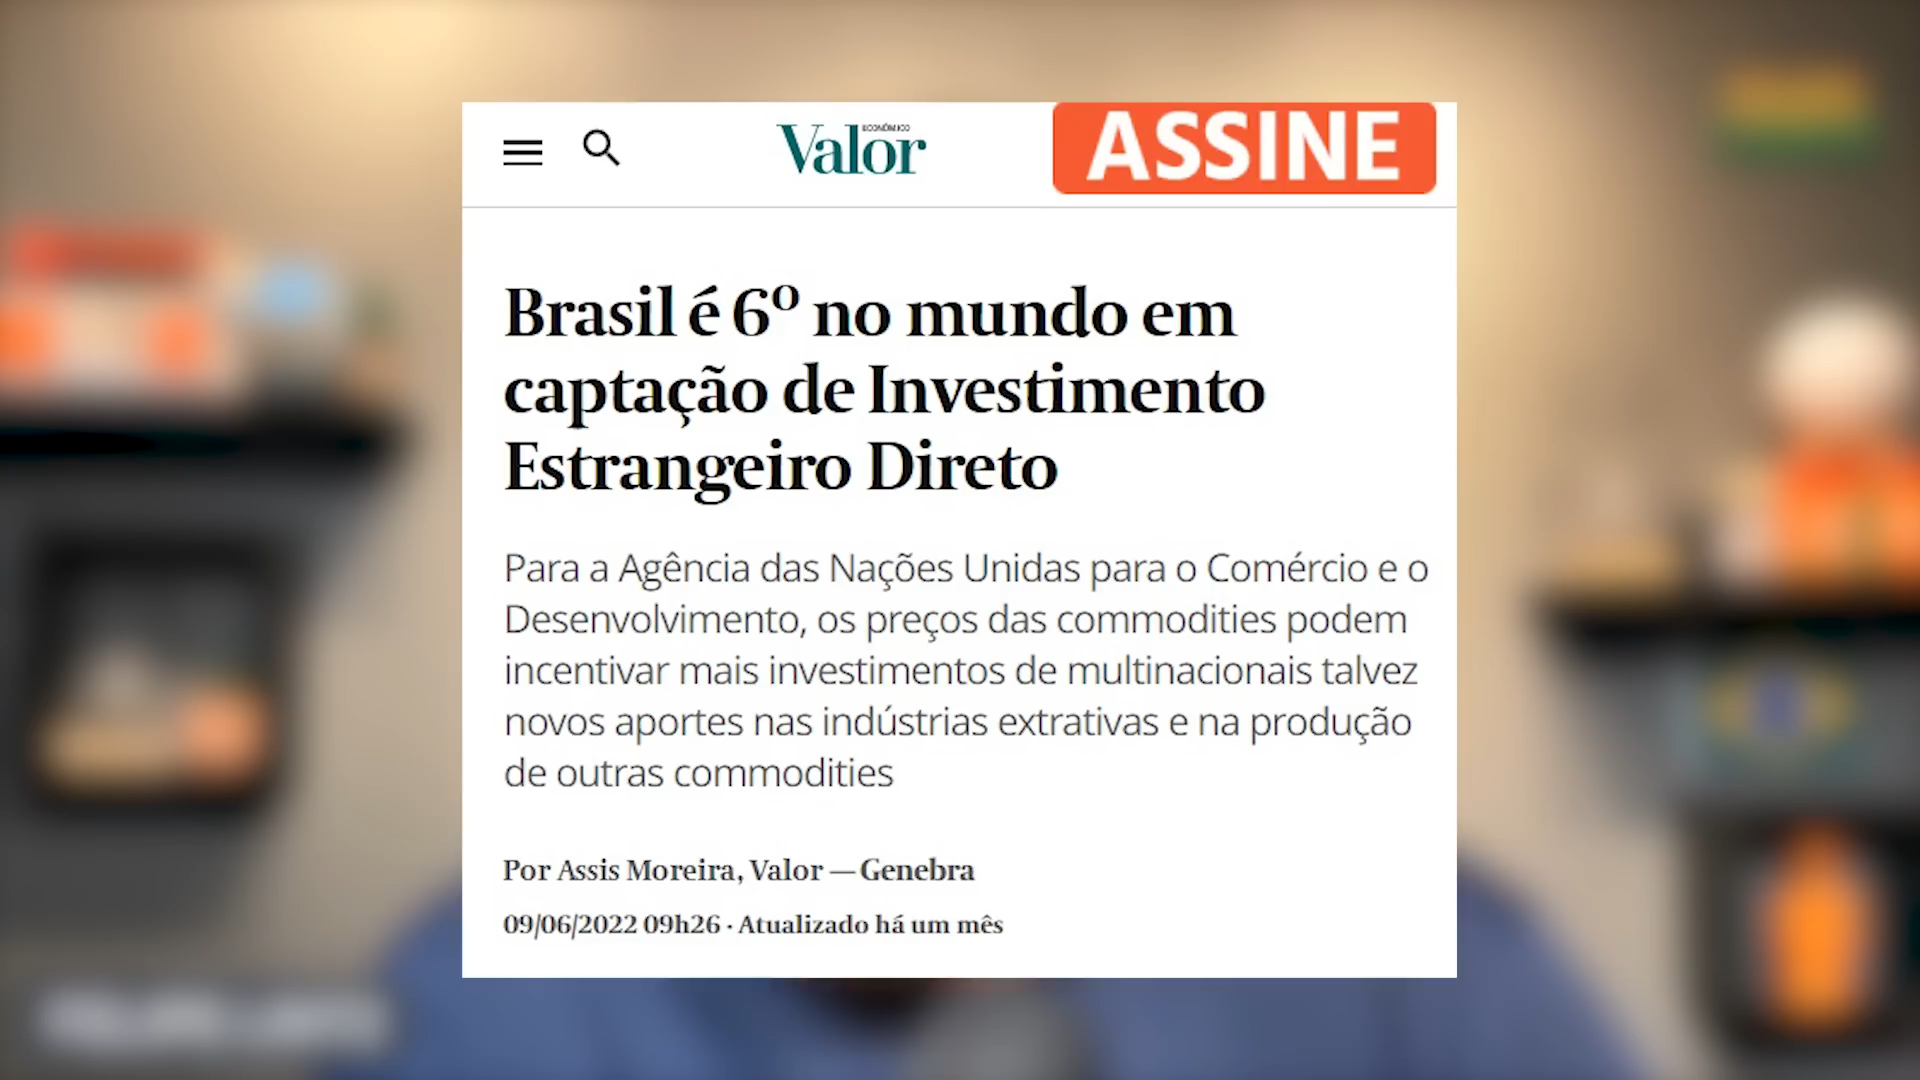 ECONÔMICO
Valor
ASSINE
Brasil é 6º no mundo em
captação de Investimento
Estrangeiro Direto
Para a Agência das Nações Unidas para o Comércio e o
Desenvolvimento, os preços das commodities podem
incentivar mais investimentos de multinacionais talvez
novos aportes nas indústrias extrativas e na produção
de outras commodities
Por Assis Moreira, Valor — Genebra
09/06/2022 09h26 · Atualizado há um mês